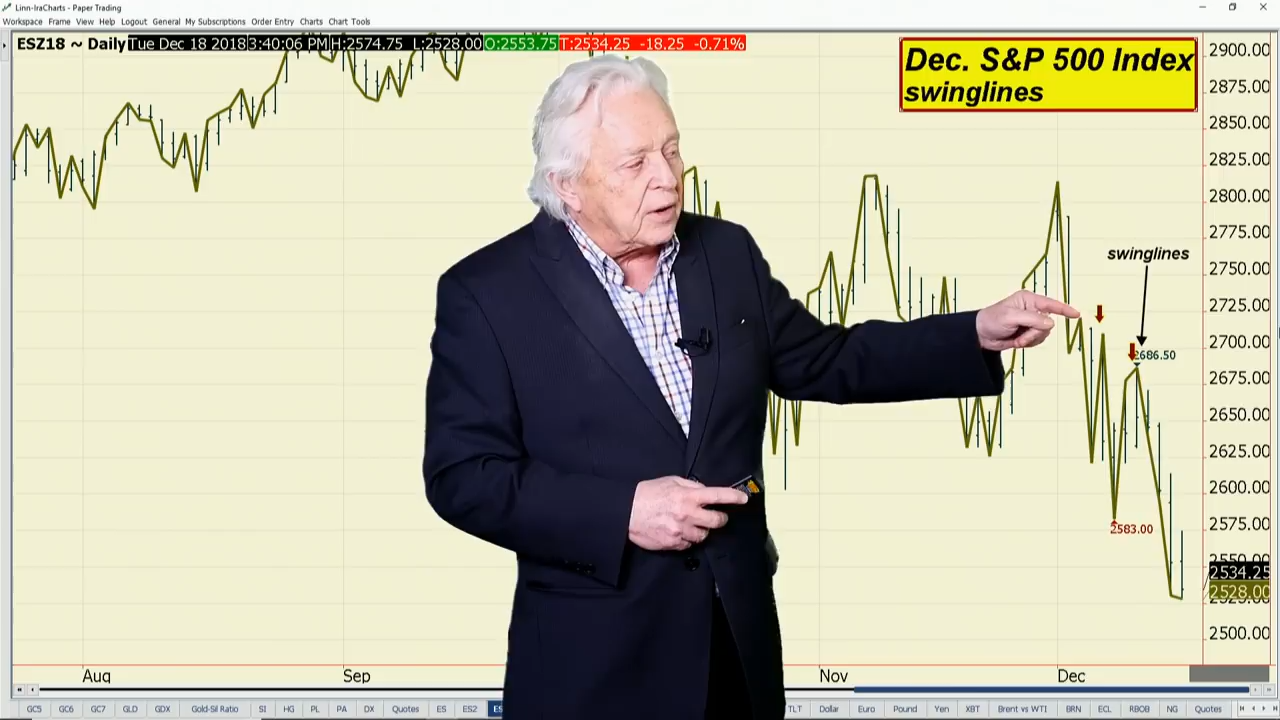 Linn-IraCharts - Paper Trading
Workspace Frame View Help Logout General My Subscriptions Order Entry Charts Chart Tools
ESZ18 ~ Daily Tue Dec 18 2018 3:40:06 PM H:2574.75 L:2528.00 O:2553.75 T:2534.25 -18.25 -0.71%
Dec. S&P 500 Index
swinglines
2900.00
2875.00
2850.00
2825.00
2800.00
2775.00
swinglines
2750.00
2725.00
2700.00
2686.50
2675.00
2650.00
2625.00
2600.00
2583.00
2575.00
2550.00
2534.25
2528.00
2500.00
Aug Sep Nov Dec
GC5 GC6 GC7 GLD GDX Gold-Sil Ratio SI HG PL PA DX Quotes ES ES2 ES TLT Dollar Euro Pound Yen XBT Brent vs WTI BRN ECL RBOB NG Quotes